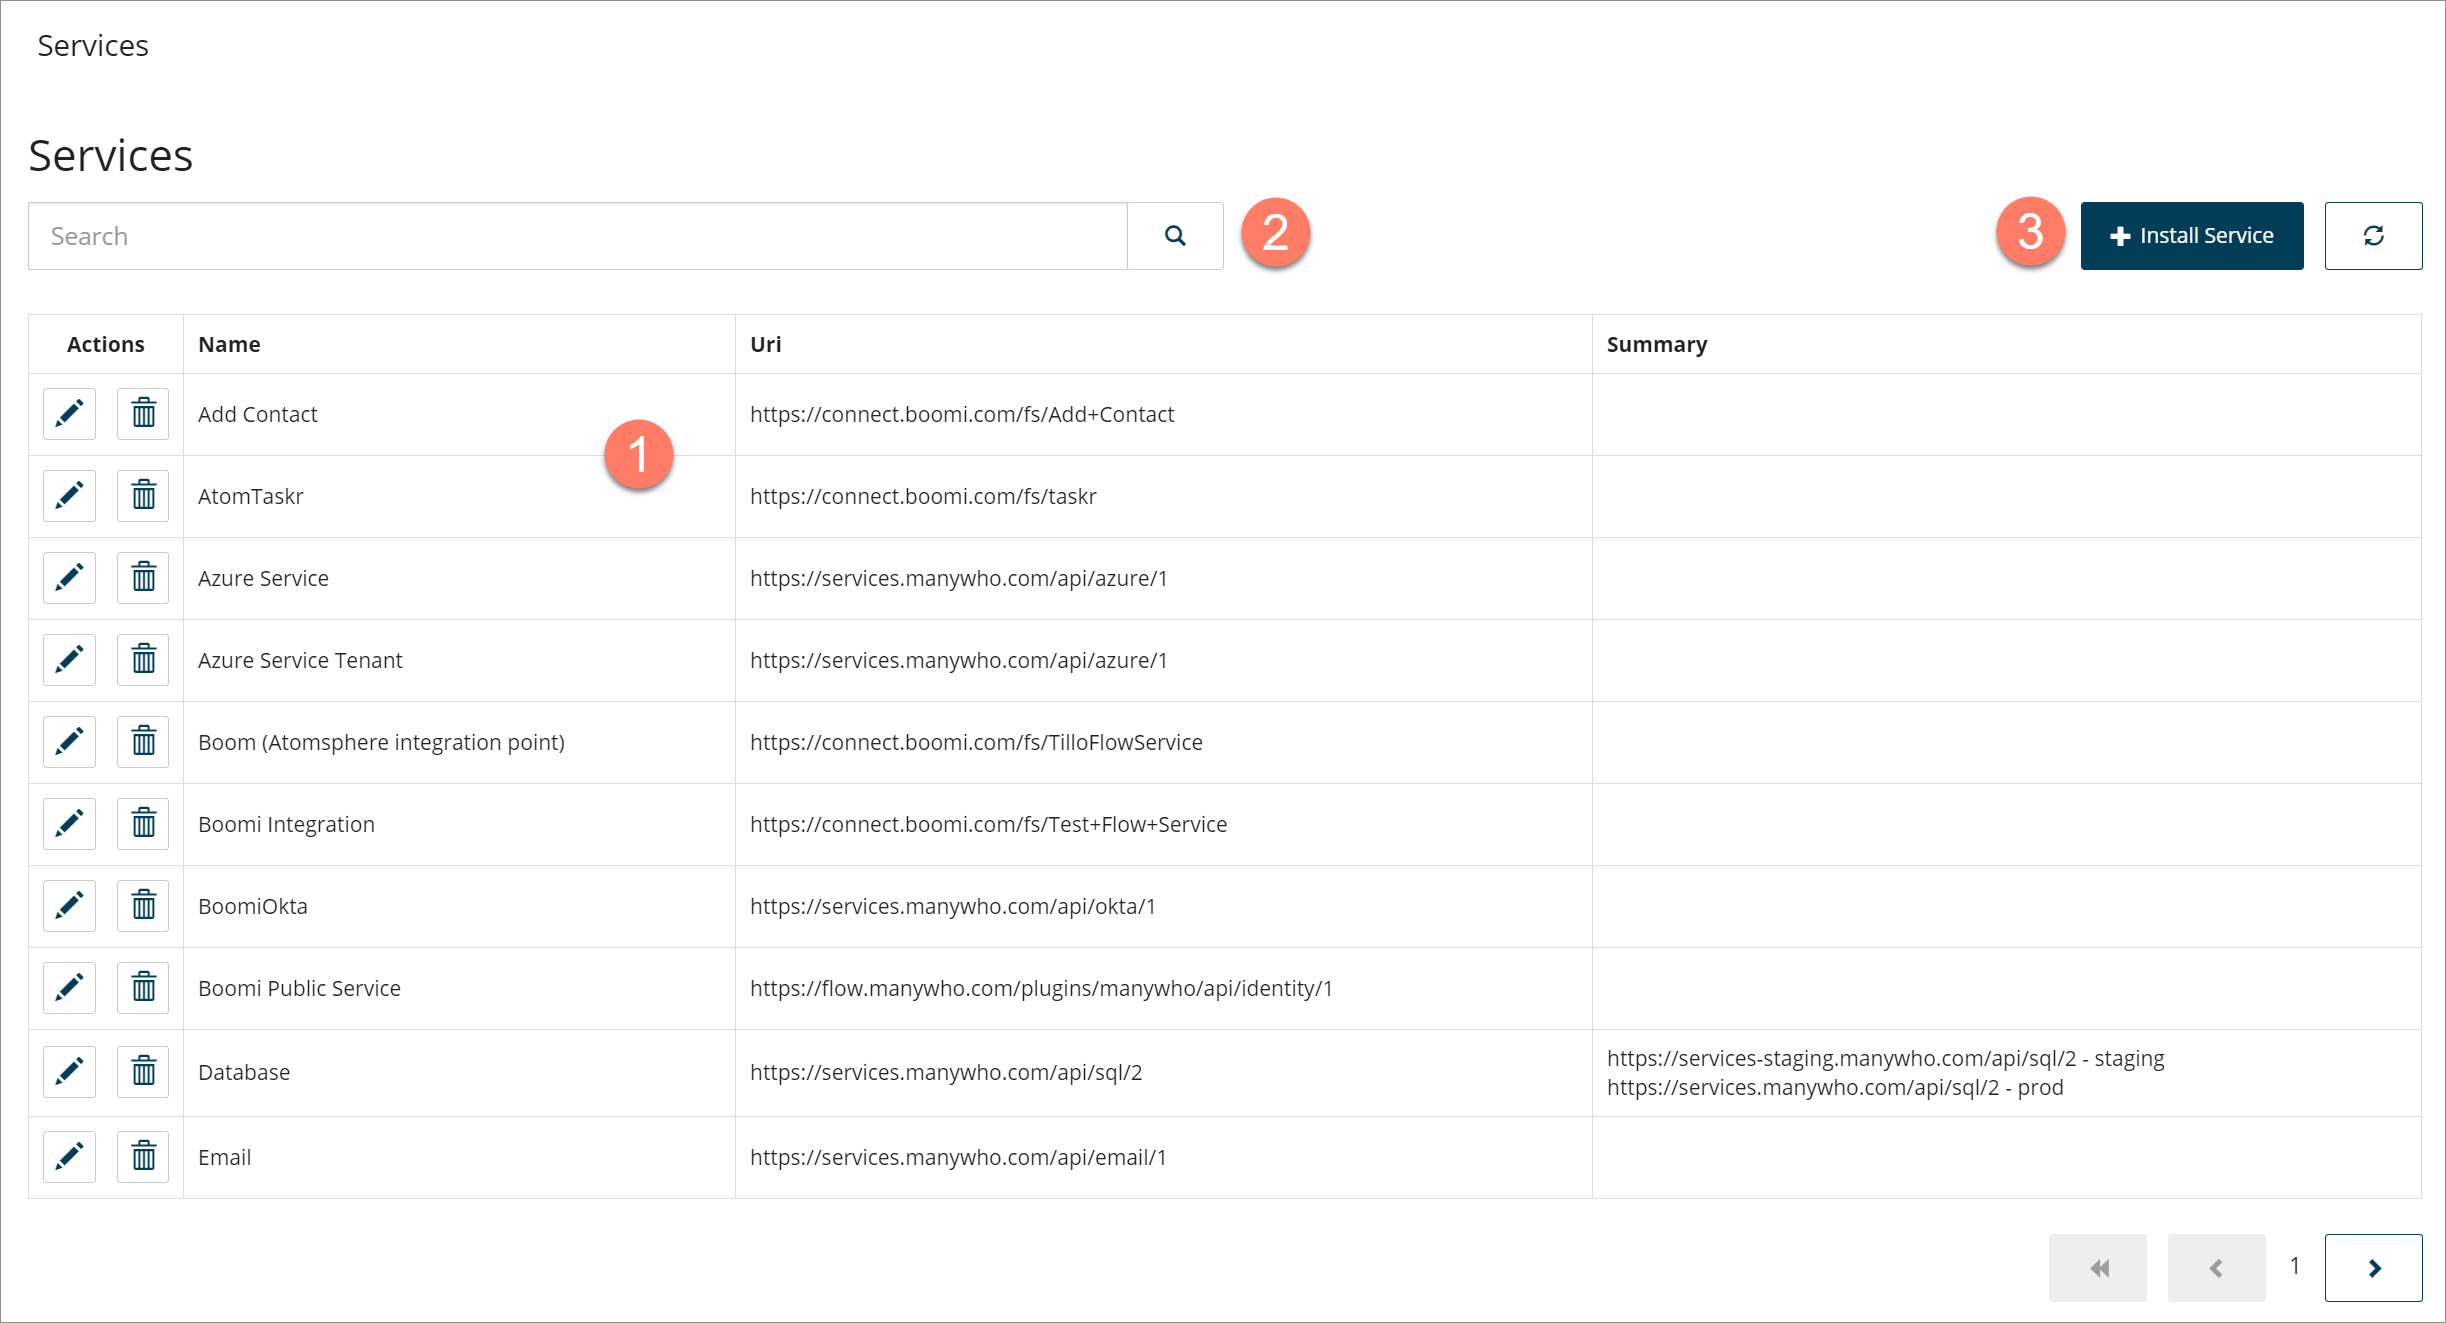 Services
Services
Search
2
3
Install Service
Actions Name Uri Summary
Add Contact https://connect.boomi.com/fs/Add+Contact
1
AtomTaskr https://connect.boomi.com/fs/taskr
Azure Service https://services.manywho.com/api/azure/1
Azure Service Tenant https://services.manywho.com/api/azure/1
Boom (Atomsphere integration point) https://connect.boomi.com/fs/TilloFlowService
Boomi Integration https://connect.boomi.com/fs/Test+Flow+Service
BoomiOkta https://services.manywho.com/api/okta/1
Boomi Public Service https://flow.manywho.com/plugins/manywho/api/identity/1
Database https://services.manywho.com/api/sql/2 https://services-staging.manywho.com/api/sql/2 - staging
https://services.manywho.com/api/sql/2 - prod
Email https://services.manywho.com/api/email/1
1